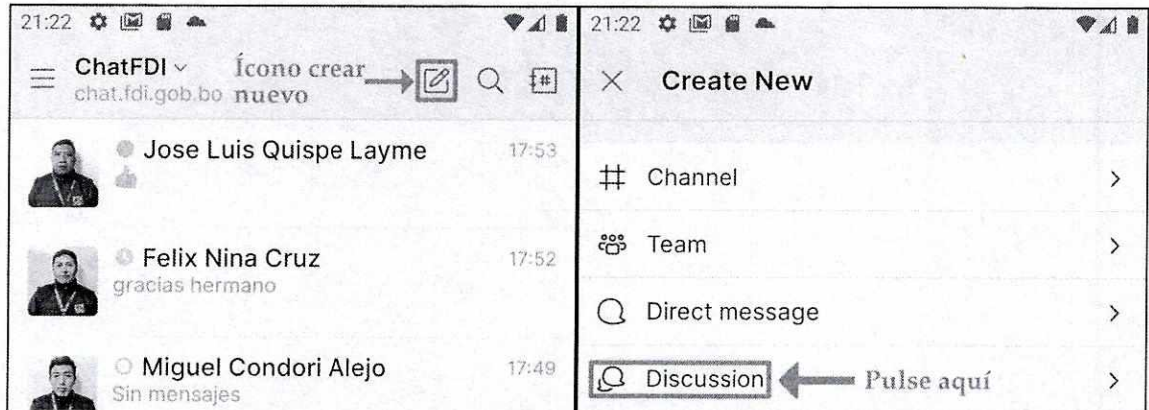 21:22
ChatFDI
chat.fdi.gob.bo
Ícono crear
nuevo
Jose Luis Quispe Layme 17:53
Felix Nina Cruz 17:52
gracias hermano
Miguel Condori Alejo 17:49
Sin mensajes
21:22
Create New
Channel
Team
Direct message
Discussion
Pulse aquí